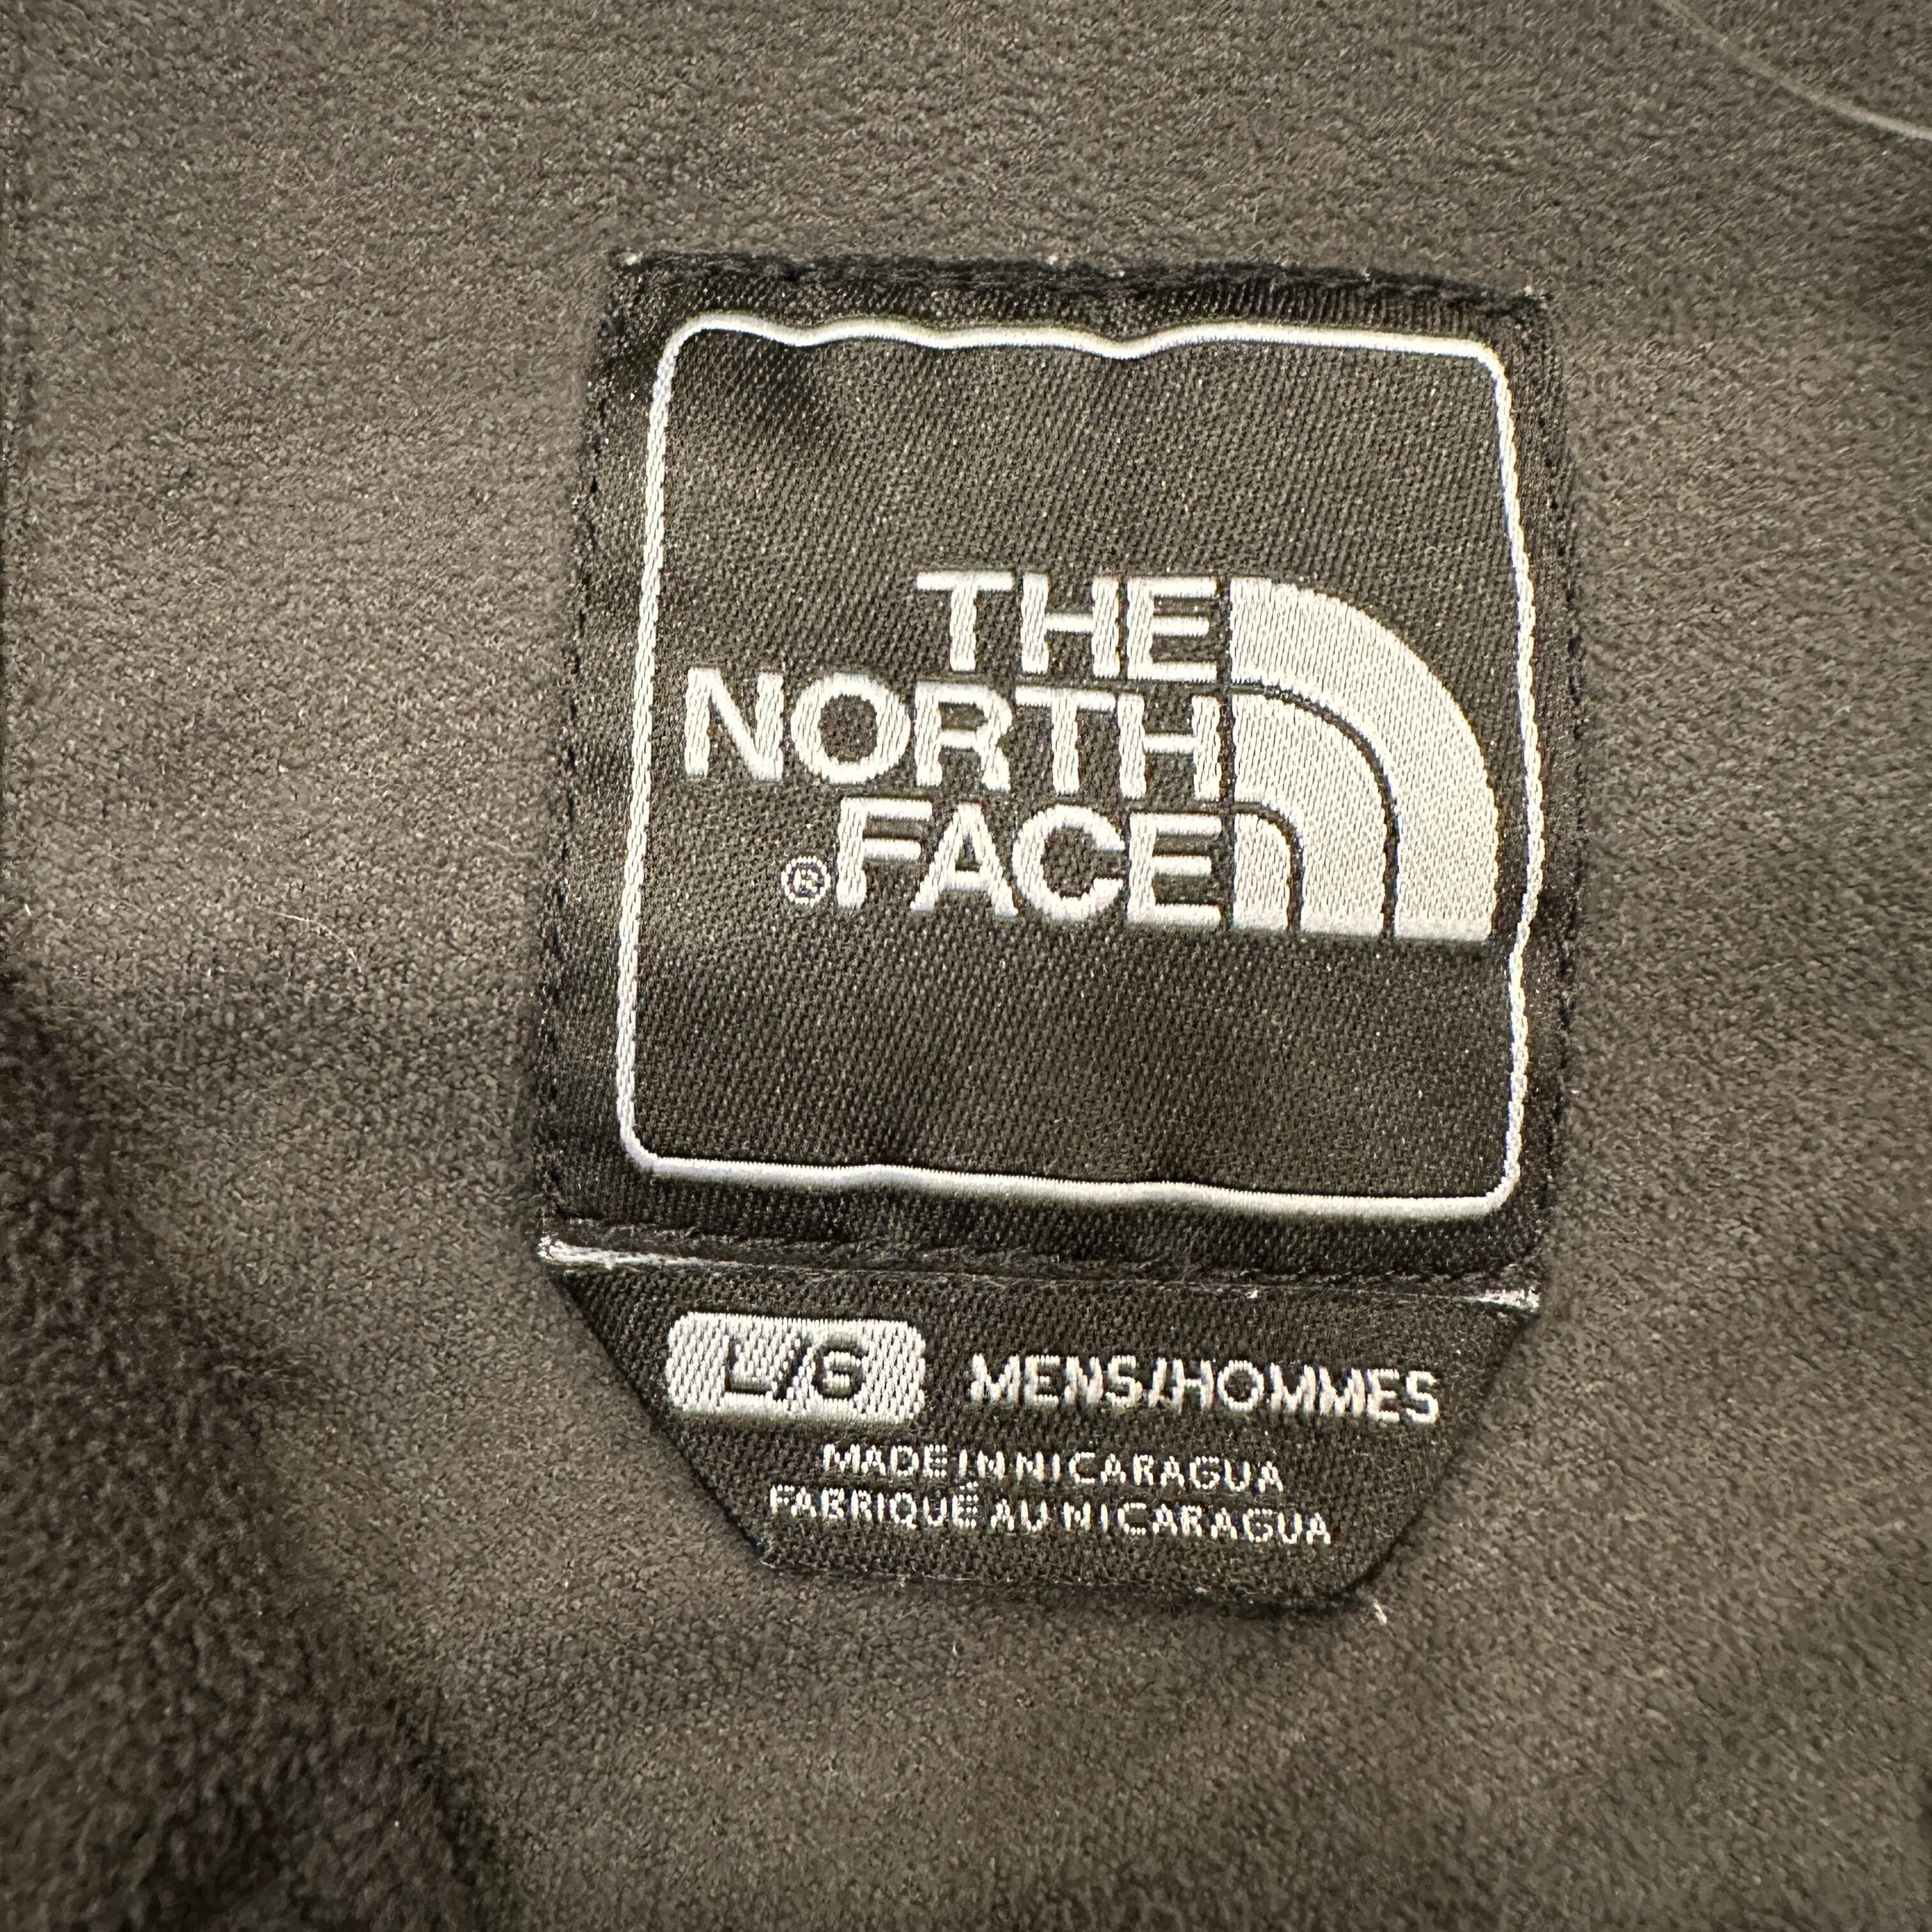 THE
NORTH
®FACE
L/G MENS/HOMMES
MADE IN NICARAGUA
FABRIQUÉ AU NICARAGUA